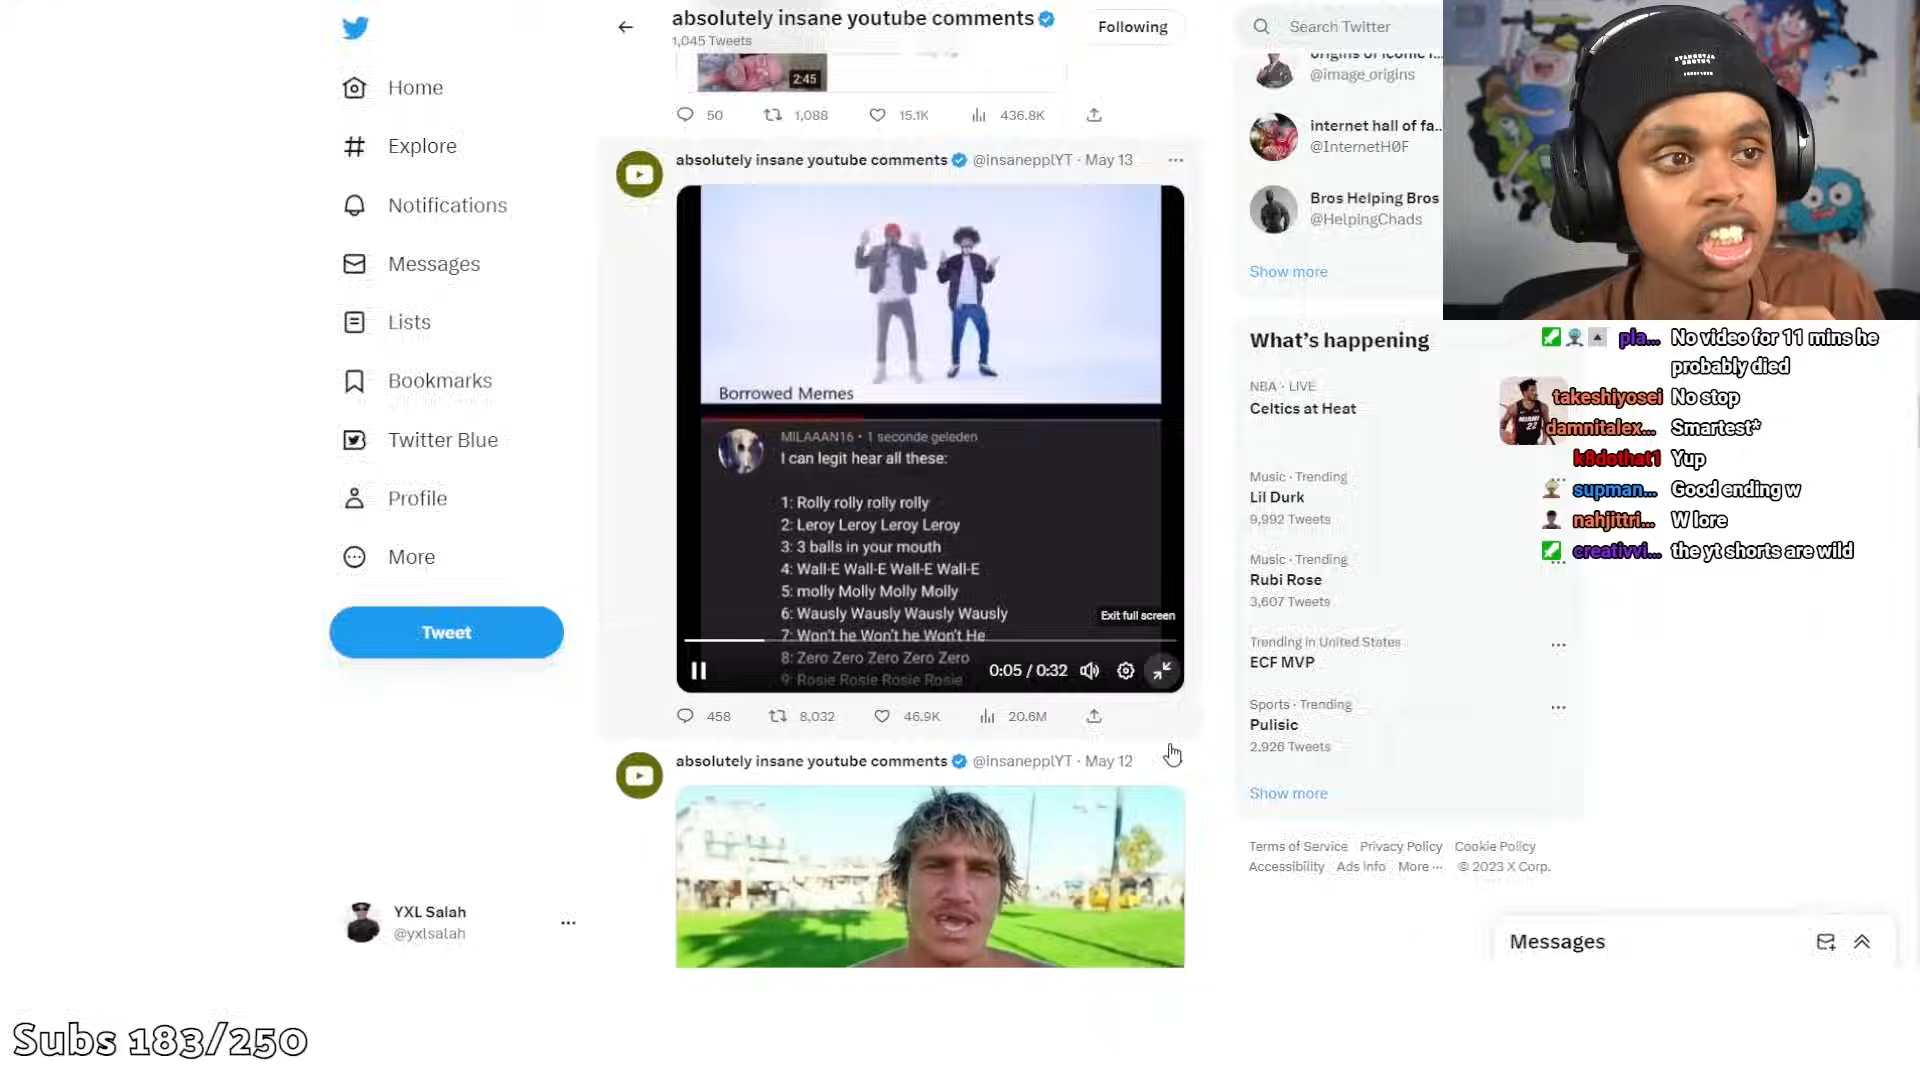 absolutely insane youtube comments
1,045 Tweets
Following
Search Twitter
Home
Explore
Notifications
Messages
Lists
Bookmarks
Twitter Blue
Profile
More
Tweet
YXL Salah
@yxlsalah
2:45
50 1,088 15.1K 436.8K
absolutely insane youtube comments @insanepplYT · May 13
Borrowed Memes
MILAAAN16 • 1 seconde geleden
I can legit hear all these:
1: Rolly rolly rolly rolly
2: Leroy Leroy Leroy Leroy
3: 3 balls in your mouth
4: Wall-E Wall-E Wall-E Wall-E
5: molly Molly Molly Molly
6: Wausly Wausly Wausly Wausly
7: Won't he Won't he Won't He
8: Zero Zero Zero Zero Zero
9: Rosie Rosie Rosie Rosie
Exit full screen
0:05 / 0:32
458 8,032 46.9K 20.6M
absolutely insane youtube comments @insanepplYT · May 12
origins of iconic i...
@image_origins
internet hall of fa...
@InternetH0F
Bros Helping Bros
@HelpingChads
Show more
What's happening
NBA · LIVE
Celtics at Heat
Music · Trending
Lil Durk
9,992 Tweets
Music · Trending
Rubi Rose
3,607 Tweets
Trending in United States
ECF MVP
Sports · Trending
Pulisic
2,926 Tweets
Show more
Terms of Service Privacy Policy Cookie Policy
Accessibility Ads info More ··· © 2023 X Corp.
pla... No video for 11 mins he
probably died
takeshiyosei No stop
damnitalex... Smartest*
k8dothat1 Yup
supman... Good ending w
nahjittri... W lore
creativvi... the yt shorts are wild
MIAMI
22
Messages
Subs 183/250